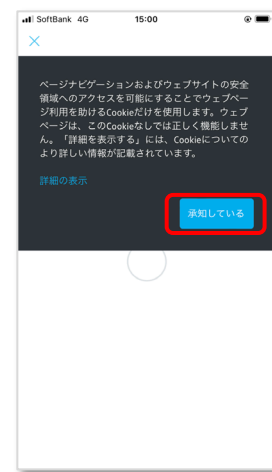 SoftBank 4G 15:00
ページナビゲーションおよびウェブサイトの安全
領域へのアクセスを可能にすることでウェブペー
ジ利用を助けるCookieだけを使用します。ウェブ
ページは、このCookieなしでは正しく機能しませ
ん。「詳細を表示する」には、Cookieについての
より詳しい情報が記載されています。
詳細の表示
承知している